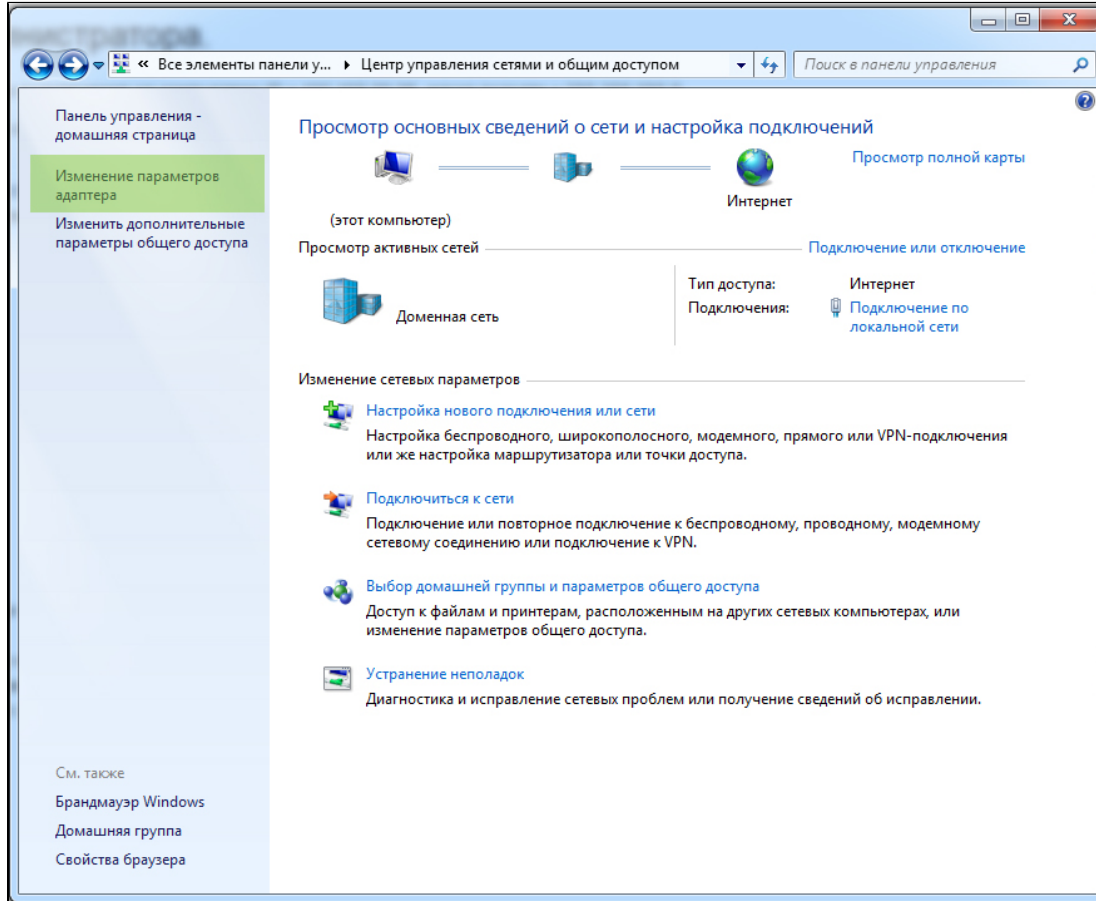 Все элементы панели у... Центр управления сетями и общим доступом
Поиск в панели управления
Панель управления -
домашняя страница
Изменение параметров
адаптера
Изменить дополнительные
параметры общего доступа
См. также
Брандмауэр Windows
Домашняя группа
Свойства браузера
Просмотр основных сведений о сети и настройка подключений
Просмотр полной карты
Интернет
(этот компьютер)
Просмотр активных сетей
Подключение или отключение
Доменная сеть
Тип доступа: Интернет
Подключения: Подключение по
локальной сети
Изменение сетевых параметров
Настройка нового подключения или сети
Настройка беспроводного, широкополосного, модемного, прямого или VPN-подключения
или же настройка маршрутизатора или точки доступа.
Подключиться к сети
Подключение или повторное подключение к беспроводному, проводному, модемному
сетевому соединению или подключение к VPN.
Выбор домашней группы и параметров общего доступа
Доступ к файлам и принтерам, расположенным на других сетевых компьютерах, или
изменение параметров общего доступа.
Устранение неполадок
Диагностика и исправление сетевых проблем или получение сведений об исправлении.